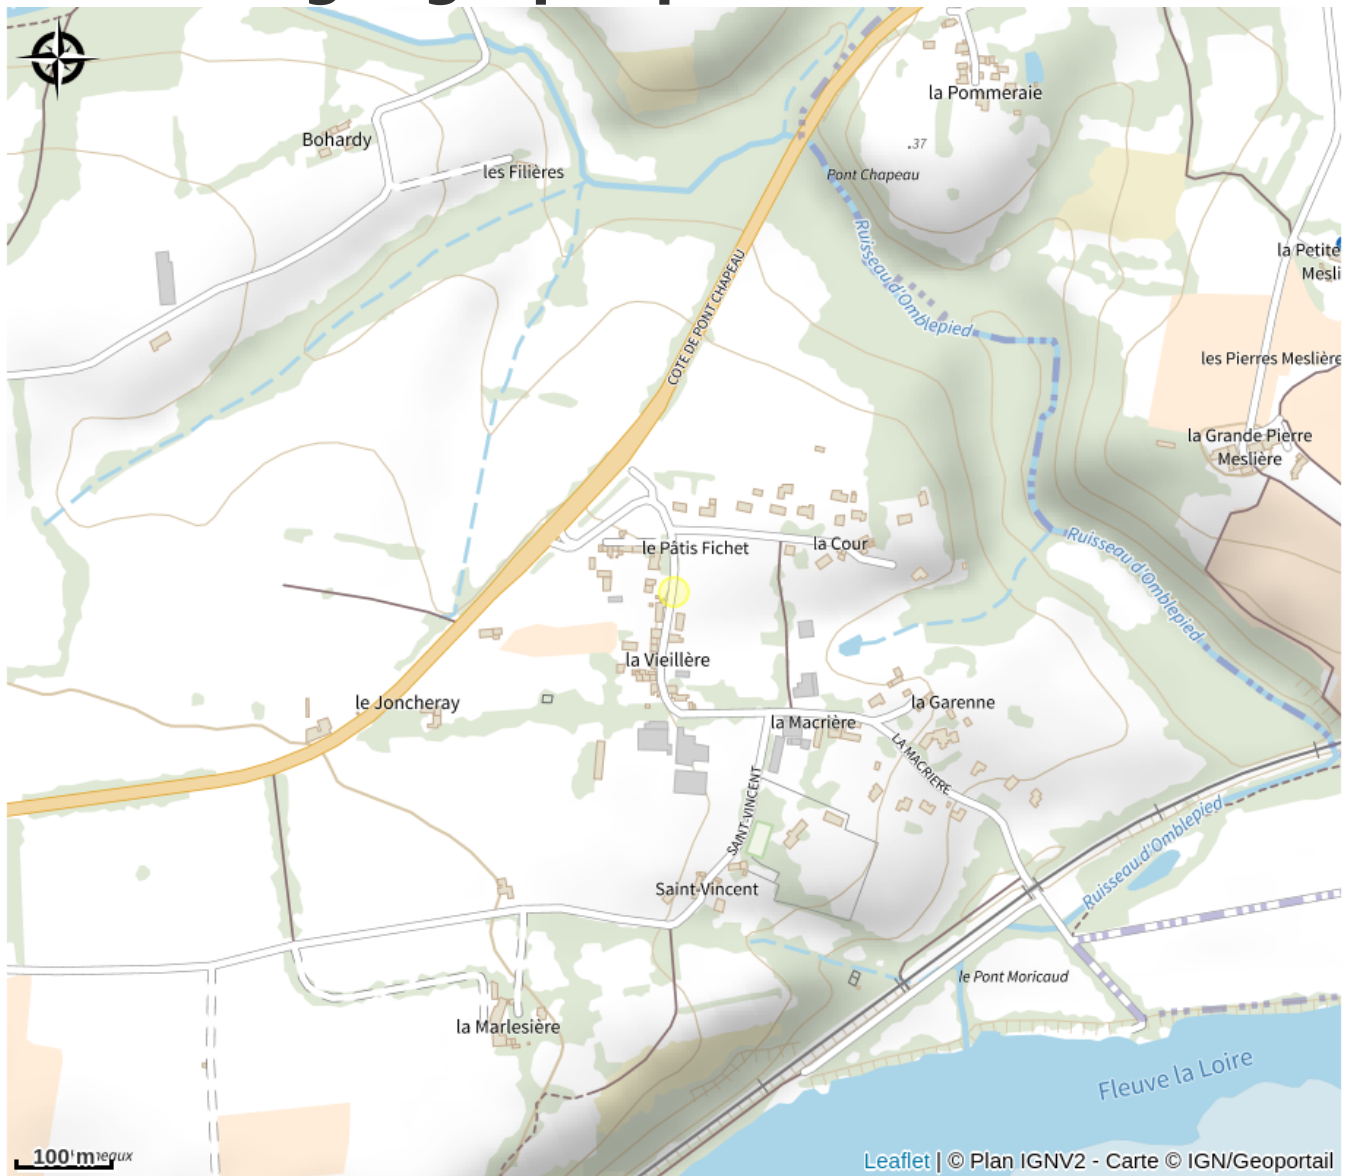 la Pommeraie
Bohardy
.37
les Filières
Pont Chapeau
la Petite
Mesli
Ruisseau d'Omblepied
COTE DE PONT CHAPEAU
les Pierres Meslière
la Grande Pierre
Meslière
le Pâtis Fichet
la Cour
Ruisseau d'Omblepied
la Vieillère
le Joncheray
la Garenne
la Macrière
LA MACRIERE
SAINT-VINCENT
Ruisseau d'Omblepied
Saint-Vincent
le Pont Moricaud
la Marlesière
Fleuve la Loire
100 m
eaux
Leaflet | © Plan IGNV2 - Carte © IGN/Geoportail